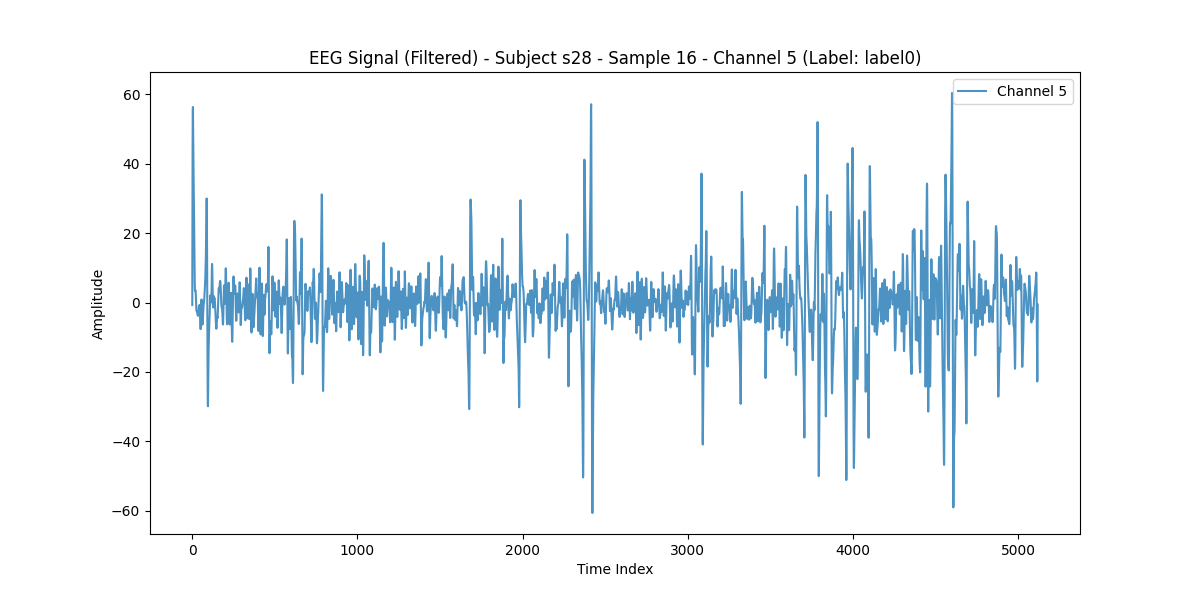 EEG Signal (Filtered) - Subject s28 - Sample 16 - Channel 5 (Label: label0)
Channel 5
60
40
20
0
−20
−40
−60
Amplitude
0 1000 2000 3000 4000 5000
Time Index